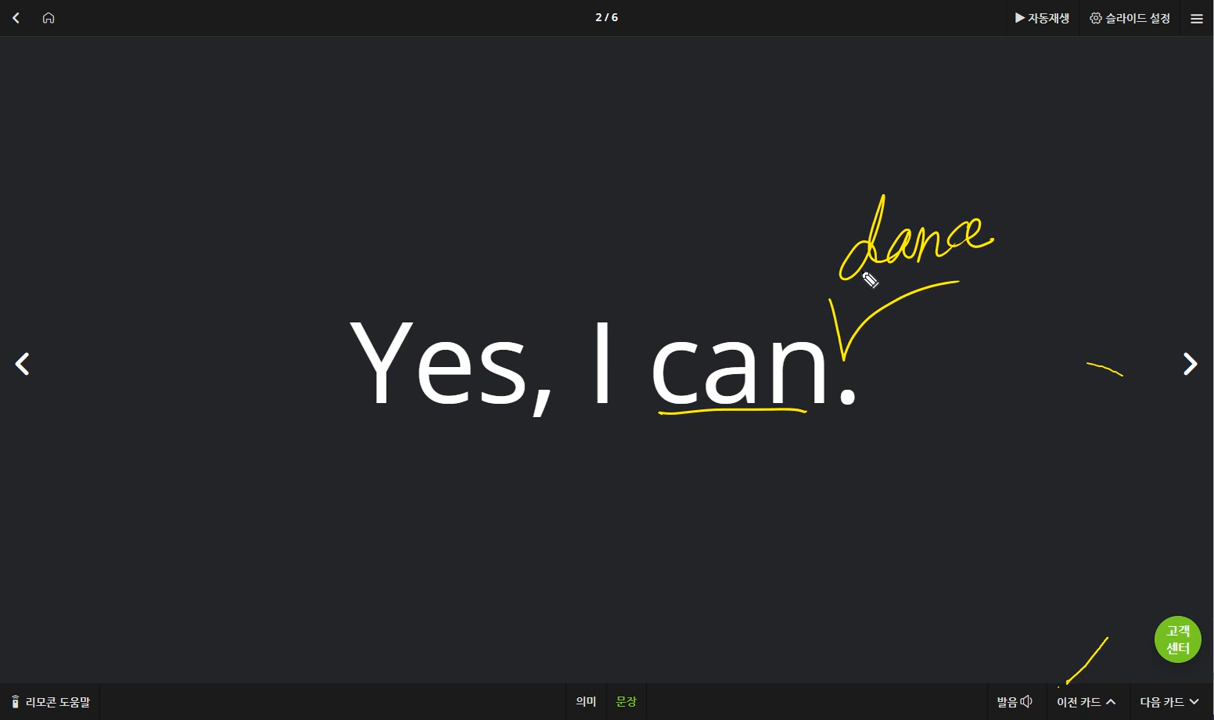 2 / 6
자동재생
슬라이드 설정
dance
Yes, I can.
고객
센터
리모콘 도움말
의미
문장
발음
이전 카드
다음 카드